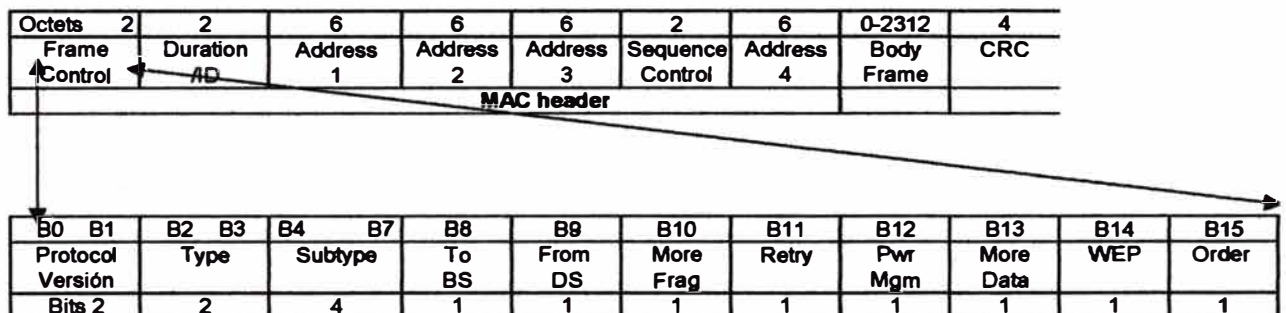 Octets 2 2 6 6 6 2 6 0-2312 4
Frame Duration Address Address Address Sequence Address Body CRC
Control /ID 1 2 3 Control 4 Frame
MAC header
B0 B1 B2 B3 B4 B7 B8 B9 B10 B11 B12 B13 B14 B15
Protocol Type Subtype To From More Retry Pwr More WEP Order
Versión BS DS Frag Mgm Data
Bits 2 2 4 1 1 1 1 1 1 1 1